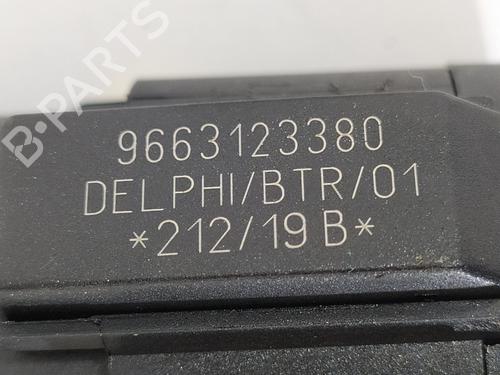 B-PARTS
9663123380
DELPHI/BTR/01
*212/19 B*